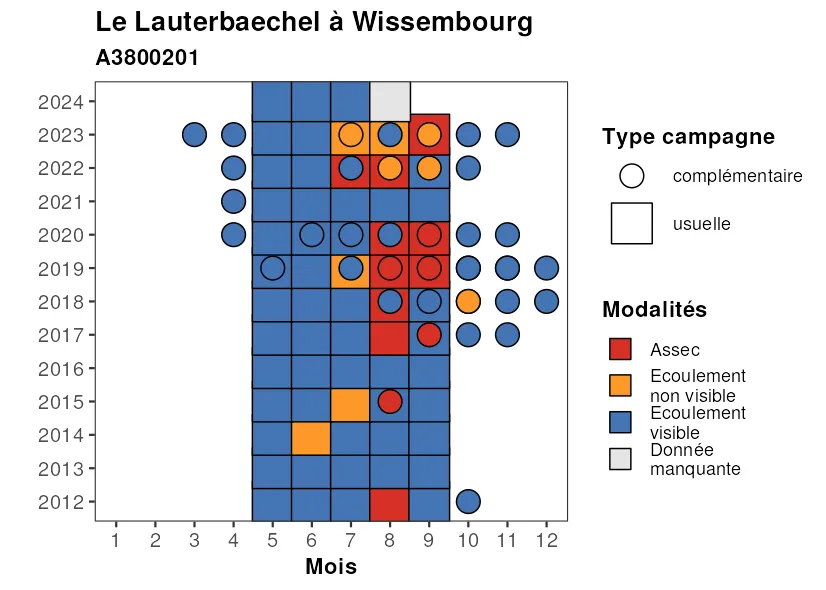 Le Lauterbaechel à Wissembourg
A3800201
2024
2023
2022
2021
2020
2019
2018
2017
2016
2015
2014
2013
2012
1 2 3 4 5 6 7 8 9 10 11 12
Mois
Type campagne
complémentaire
usuelle
Modalités
Assec
Ecoulement
non visible
Ecoulement
visible
Donnée
manquante